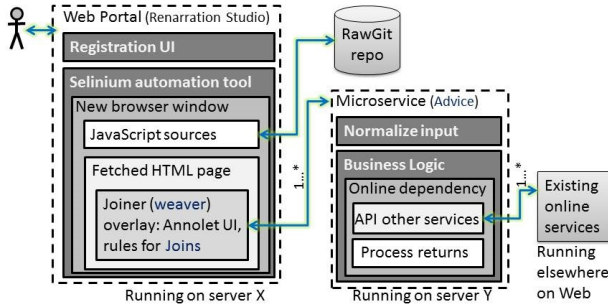 Web Portal (Renarration Studio)
Registration UI
Selinium automation tool
New browser window
JavaScript sources
Fetched HTML page
Joiner (weaver)
overlay: Annolet UI,
rules for Joins
Running on server X
RawGit
repo
1...*
Microservice (Advice)
Normalize input
Business Logic
Online dependency
API other services
Process returns
Running on server Y
1...*
Existing
online
services
Running
elsewhere
on Web